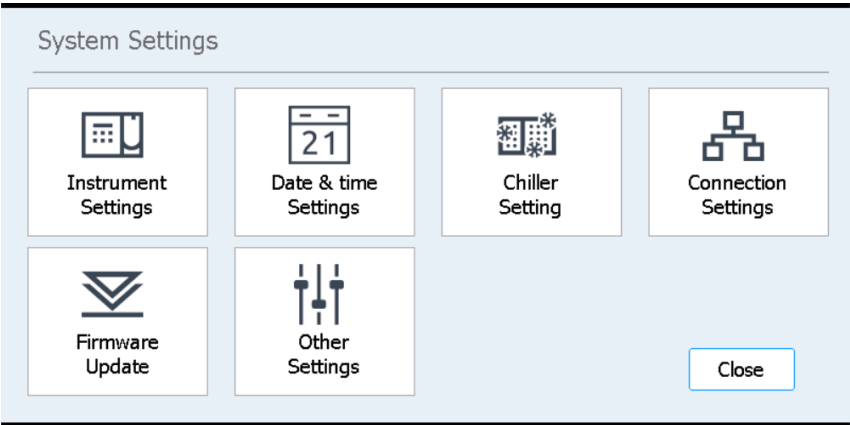 System Settings
Instrument
Settings
21
Date & time
Settings
Chiller
Setting
Connection
Settings
Firmware
Update
Other
Settings
Close